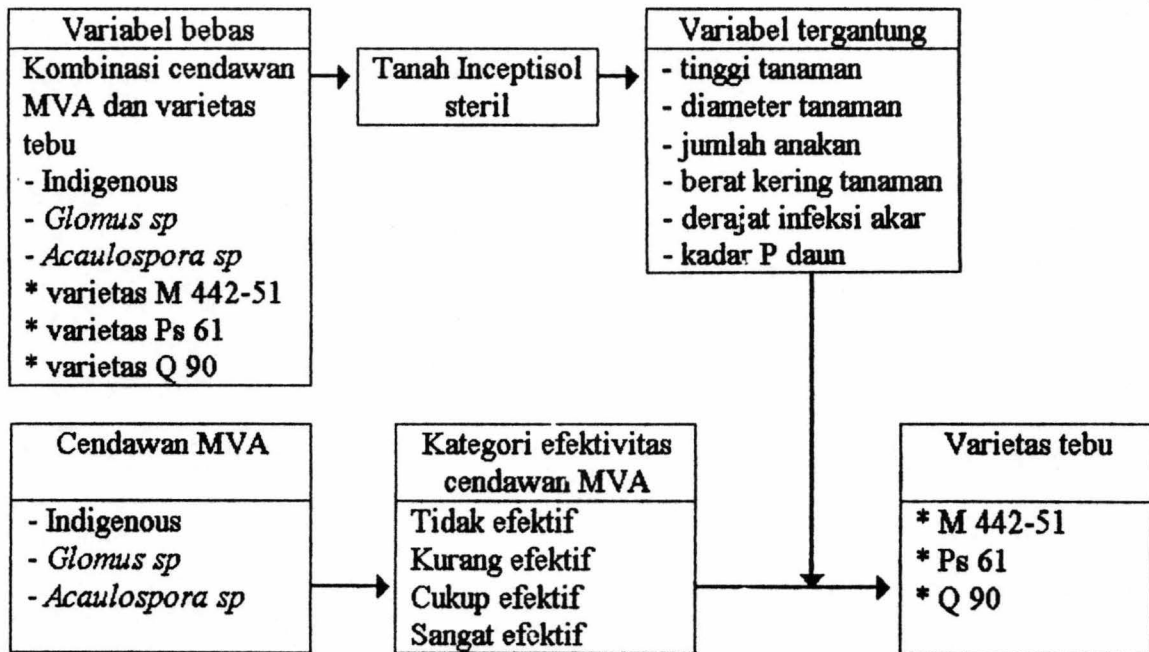 Variabel bebas
Kombinasi cendawan
MVA dan varietas
tebu
- Indigenous
- Glomus sp
- Acaulospora sp
* varietas M 442-51
* varietas Ps 61
* varietas Q 90
Tanah Inceptisol
steril
Variabel tergantung
- tinggi tanaman
- diameter tanaman
- jumlah anakan
- berat kering tanaman
- derajat infeksi akar
- kadar P daun
Cendawan MVA
- Indigenous
- Glomus sp
- Acaulospora sp
Kategori efektivitas
cendawan MVA
Tidak efektif
Kurang efektif
Cukup efektif
Sangat efektif
Varietas tebu
* M 442-51
* Ps 61
* Q 90